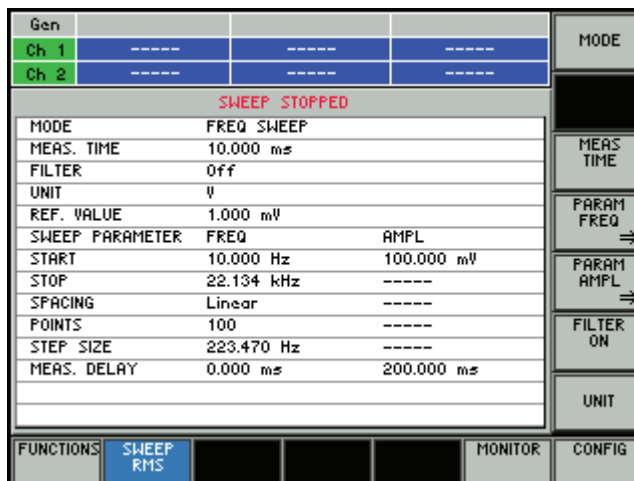 Gen
Ch 1 ----- ----- -----
Ch 2 ----- ----- -----
SWEEP STOPPED
MODE FREQ SWEEP
MEAS. TIME 10.000 ms
FILTER Off
UNIT V
REF. VALUE 1.000 mV
SWEEP PARAMETER FREQ AMPL
START 10.000 Hz 100.000 mV
STOP 22.134 kHz -----
SPACING Linear -----
POINTS 100 -----
STEP SIZE 223.470 Hz -----
MEAS. DELAY 0.000 ms 200.000 ms
MODE
MEAS
TIME
PARAM
FREQ
⇒
PARAM
AMPL
⇒
FILTER
ON
UNIT
FUNCTIONS
SWEEP
RMS
MONITOR
CONFIG